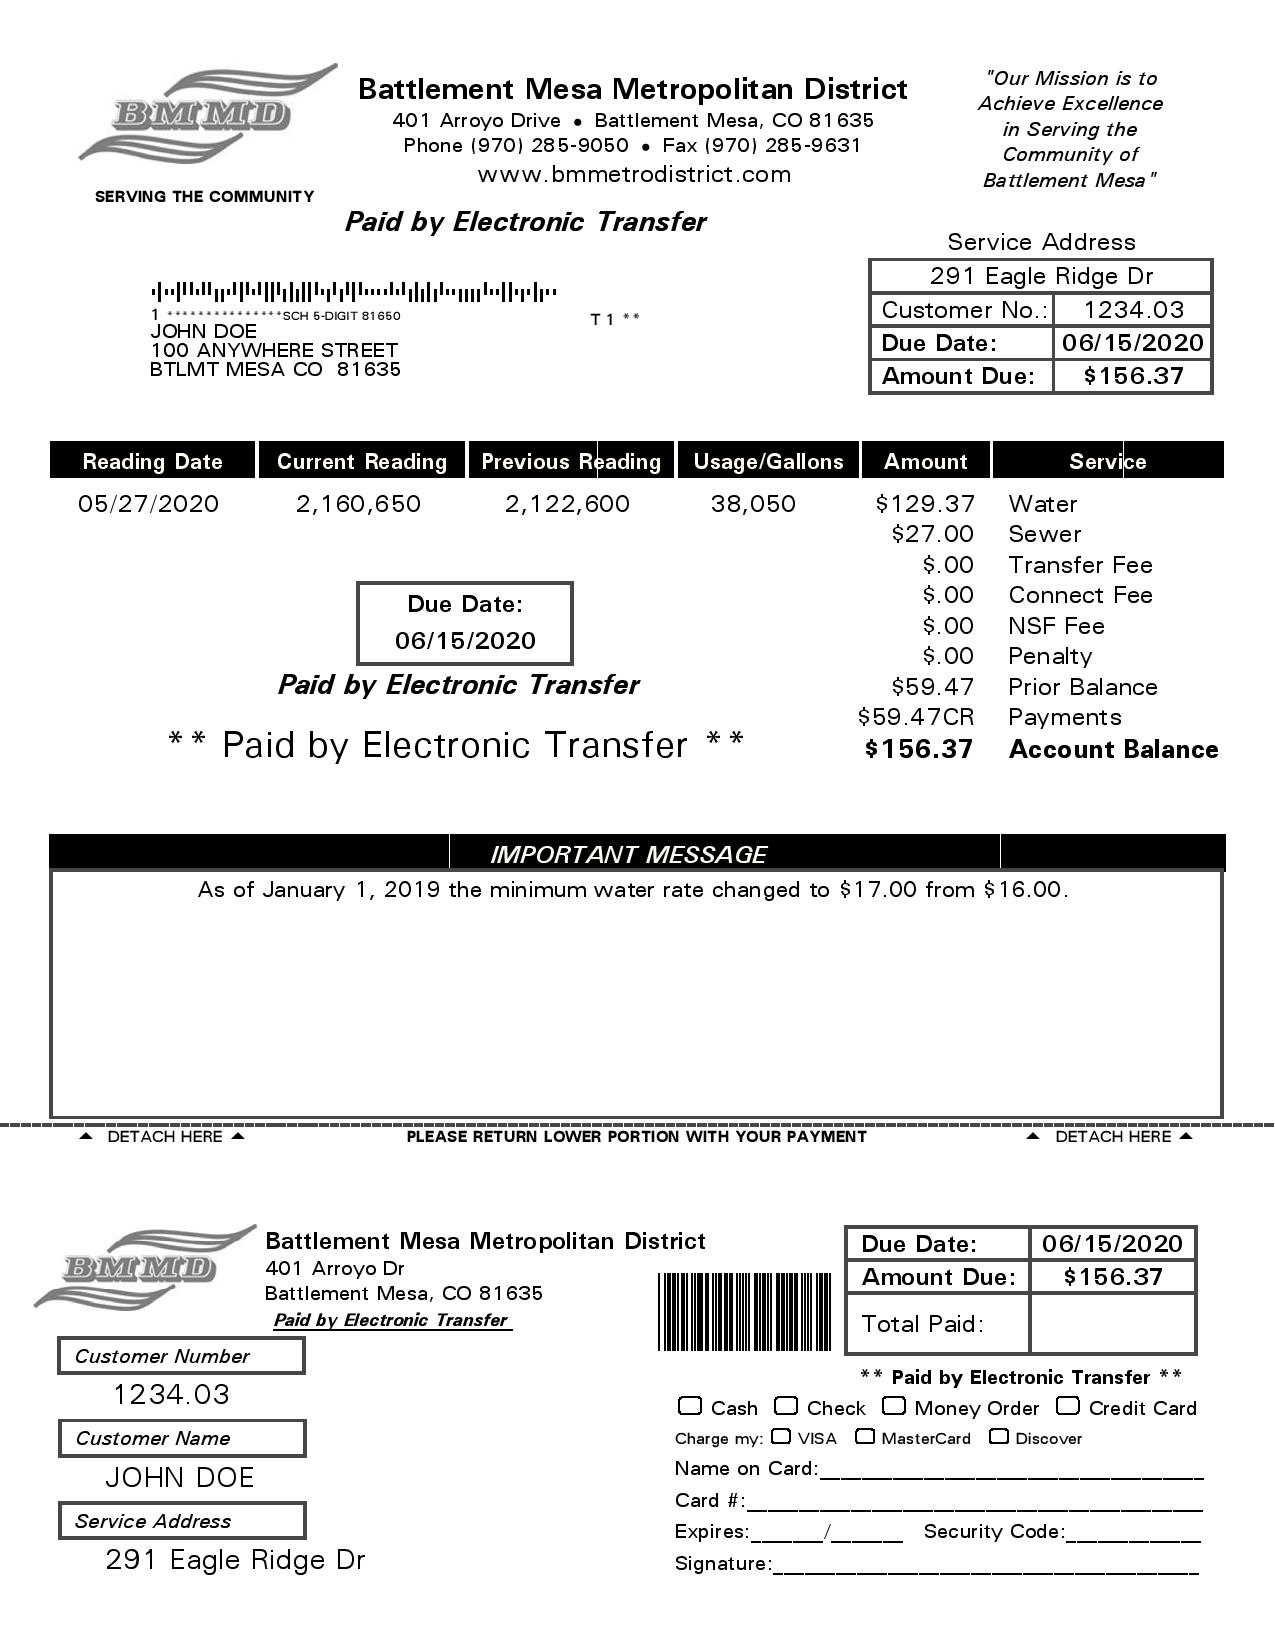 BMMD
SERVING THE COMMUNITY
Battlement Mesa Metropolitan District
401 Arroyo Drive • Battlement Mesa, CO 81635
Phone (970) 285-9050 • Fax (970) 285-9631
www.bmmetrodistrict.com
Paid by Electronic Transfer
"Our Mission is to
Achieve Excellence
in Serving the
Community of
Battlement Mesa"
Service Address
291 Eagle Ridge Dr
Customer No.: 1234.03
Due Date: 06/15/2020
Amount Due: $156.37
1 ***************SCH 5-DIGIT 81650
T 1 **
JOHN DOE
100 ANYWHERE STREET
BTLMT MESA CO 81635
Reading Date Current Reading Previous Reading Usage/Gallons Amount Service
05/27/2020 2,160,650 2,122,600 38,050 $129.37 Water
$27.00 Sewer
$.00 Transfer Fee
$.00 Connect Fee
$.00 NSF Fee
$.00 Penalty
$59.47 Prior Balance
$59.47CR Payments
$156.37 Account Balance
Due Date:
06/15/2020
Paid by Electronic Transfer
** Paid by Electronic Transfer **
IMPORTANT MESSAGE
As of January 1, 2019 the minimum water rate changed to $17.00 from $16.00.
DETACH HERE PLEASE RETURN LOWER PORTION WITH YOUR PAYMENT DETACH HERE
BMMD
Battlement Mesa Metropolitan District
401 Arroyo Dr
Battlement Mesa, CO 81635
Paid by Electronic Transfer
Customer Number
1234.03
Customer Name
JOHN DOE
Service Address
291 Eagle Ridge Dr
Due Date: 06/15/2020
Amount Due: $156.37
Total Paid:
** Paid by Electronic Transfer **
Cash Check Money Order Credit Card
Charge my: VISA MasterCard Discover
Name on Card:
Card #:
Expires: / Security Code:
Signature: